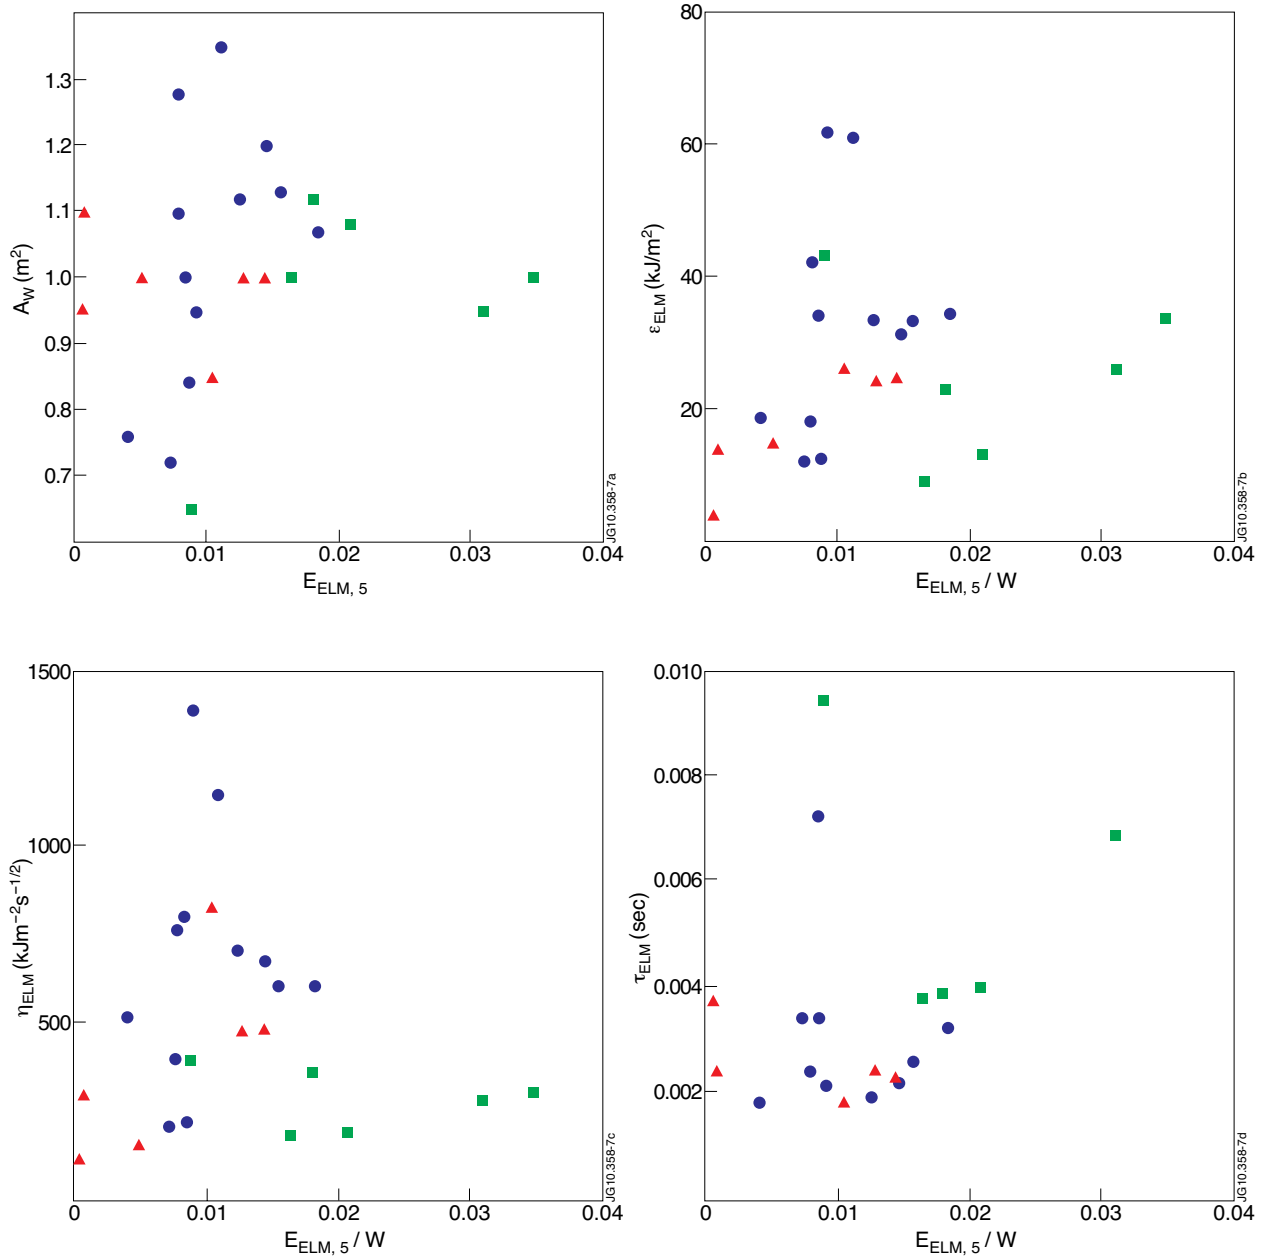 1.3
1.2
1.1
1.0
0.9
0.8
0.7
A_W (m²)
0 0.01 0.02 0.03 0.04
E_ELM, 5
JG10.358-7a
80
60
40
20
ε_ELM (kJ/m²)
0 0.01 0.02 0.03 0.04
E_ELM, 5 / W
JG10.358-7b
1500
1000
500
η_ELM (kJm⁻²s⁻¹/²)
0 0.01 0.02 0.03 0.04
E_ELM, 5 / W
JG10.358-7c
0.010
0.008
0.006
0.004
0.002
τ_ELM (sec)
0 0.01 0.02 0.03 0.04
E_ELM, 5 / W
JG10.358-7d